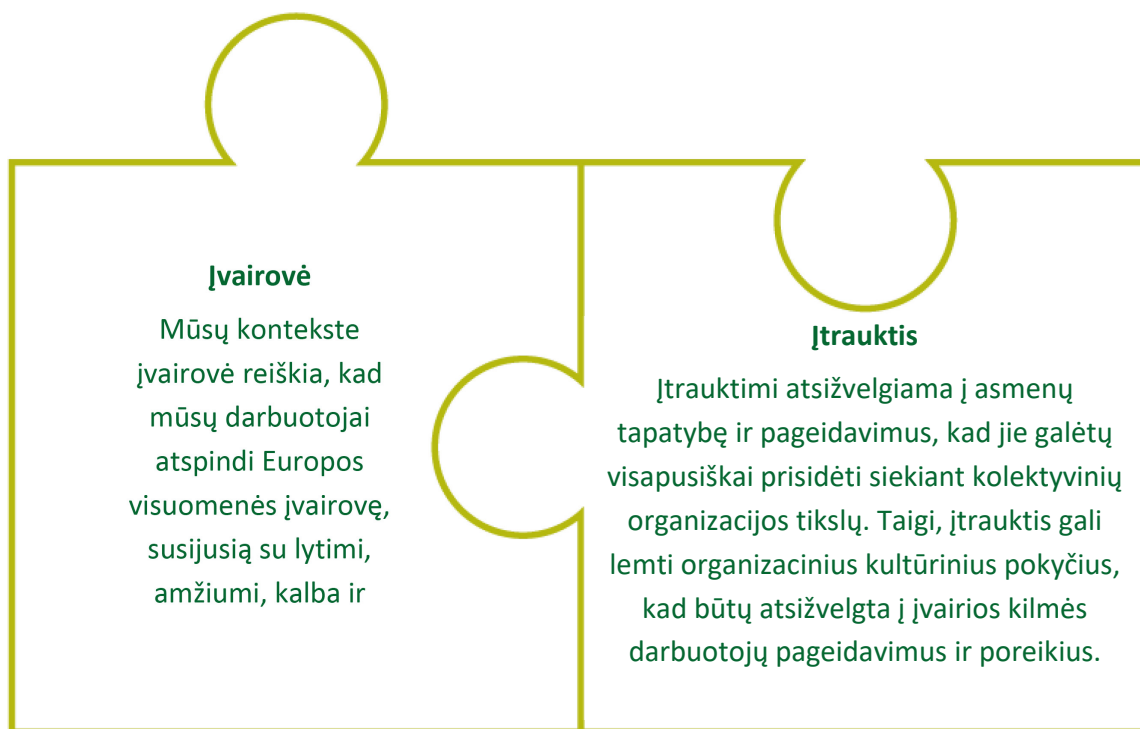 Įvairovė
Mūsų kontekste
įvairovė reiškia, kad
mūsų darbuotojai
atspindi Europos
visuomenės įvairovę,
susijusią su lytimi,
amžiumi, kalba ir
Įtrauktis
Įtrauktimi atsižvelgiama į asmenų
tapatybę ir pageidavimus, kad jie galėtų
visapusiškai prisidėti siekiant kolektyvinių
organizacijos tikslų. Taigi, įtrauktis gali
lemti organizacinius kultūrinius pokyčius,
kad būtų atsižvelgta į įvairios kilmės
darbuotojų pageidavimus ir poreikius.